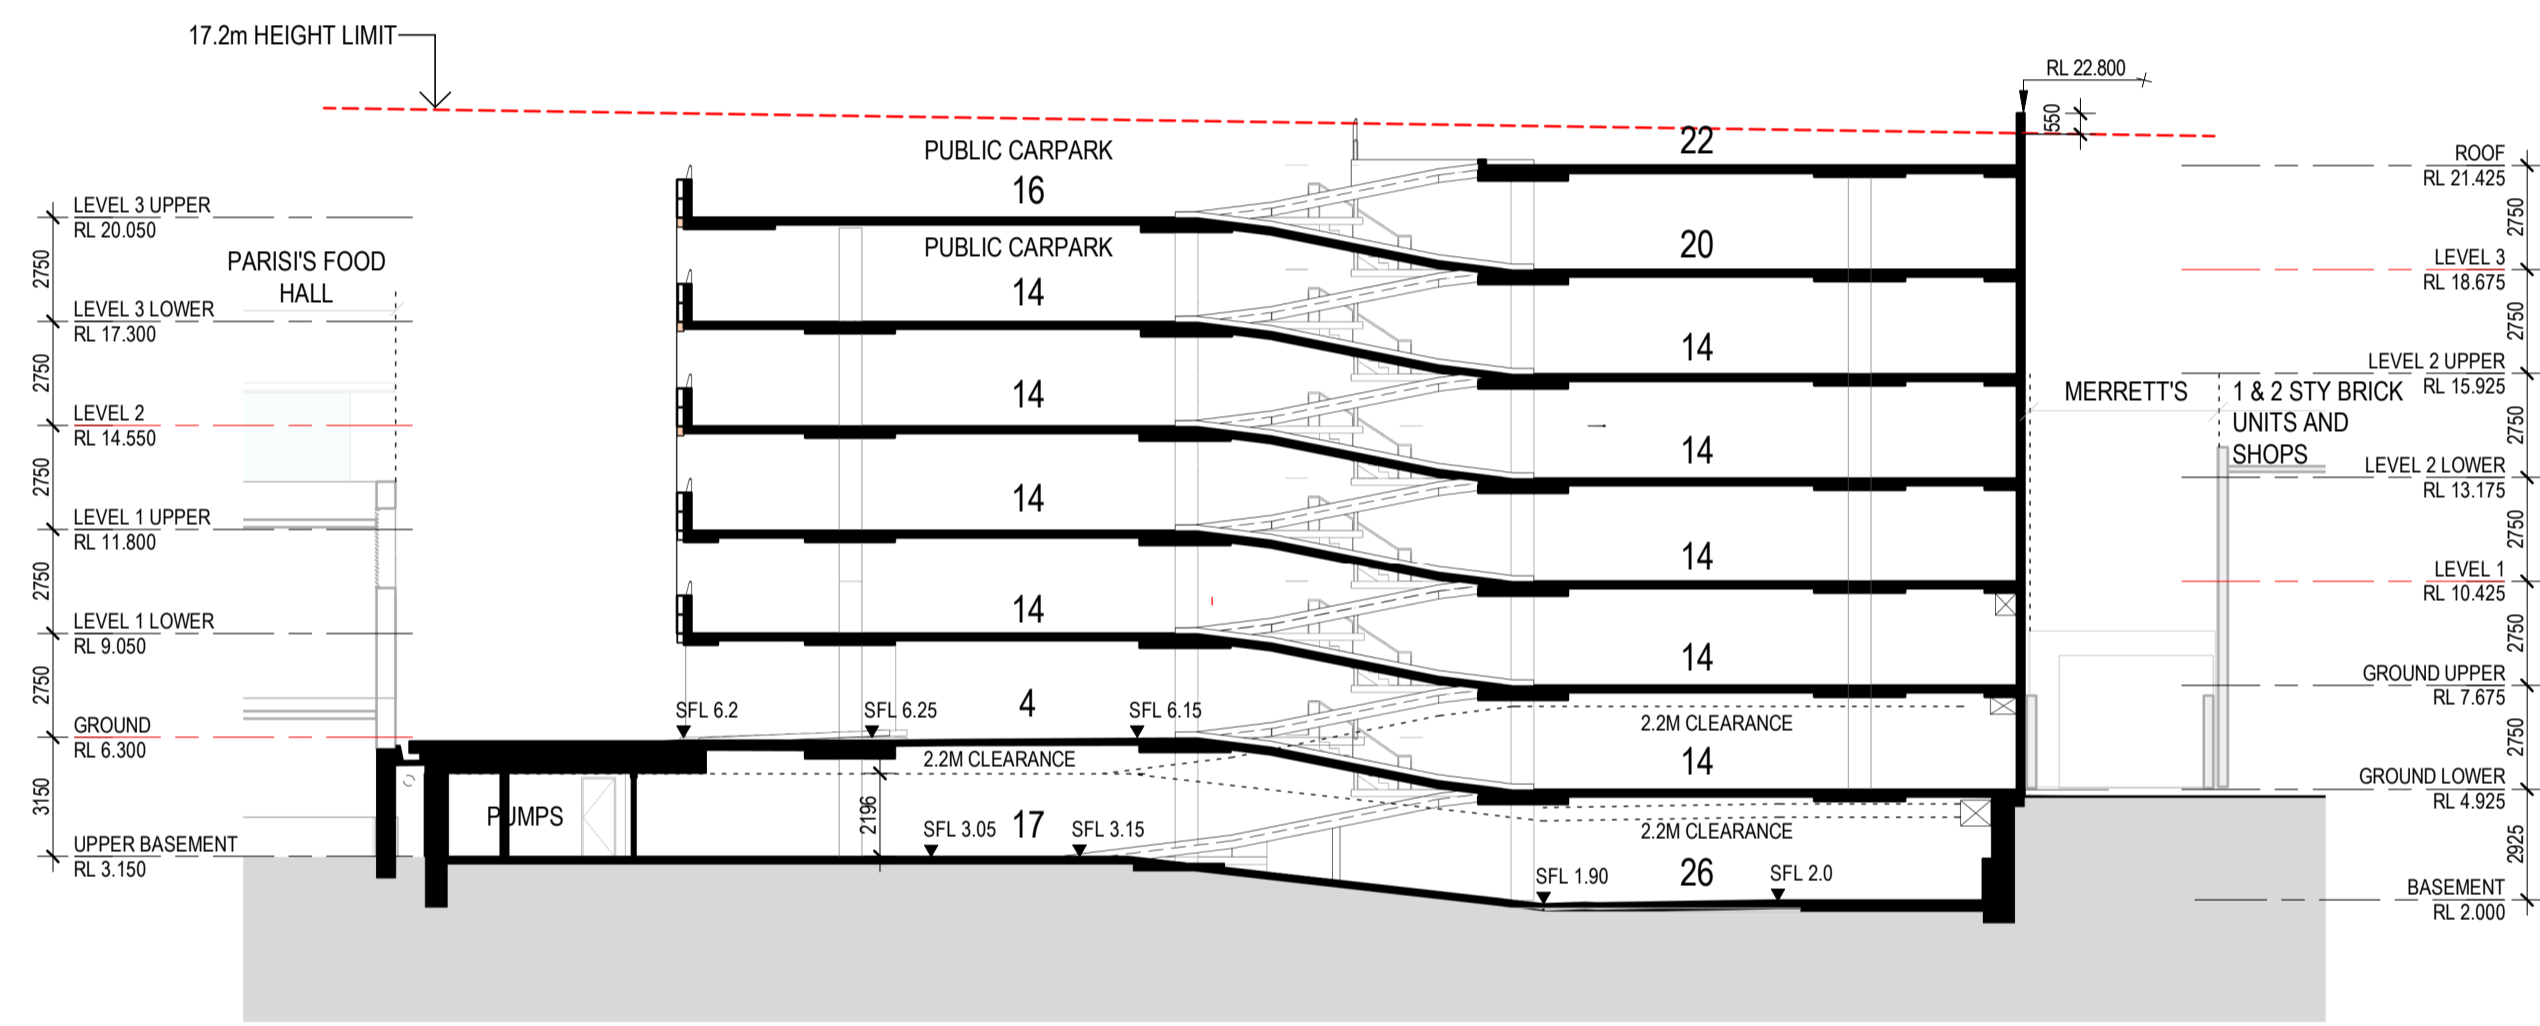 17.2m HEIGHT LIMIT
RL 22.800
550
LEVEL 3 UPPER
RL 20.050
2750
LEVEL 3 LOWER
RL 17.300
2750
LEVEL 2
RL 14.550
2750
LEVEL 1 UPPER
RL 11.800
2750
LEVEL 1 LOWER
RL 9.050
2750
GROUND
RL 6.300
3150
UPPER BASEMENT
RL 3.150
PARISI'S FOOD
HALL
PUBLIC CARPARK
16
PUBLIC CARPARK
14
14
14
14
4
SFL 6.2
SFL 6.25
SFL 6.15
2.2M CLEARANCE
2196
PUMPS
17
SFL 3.05
SFL 3.15
22
20
14
14
14
14
2.2M CLEARANCE
14
2.2M CLEARANCE
26
SFL 1.90
SFL 2.0
MERRETT'S
1 & 2 STY BRICK
UNITS AND
SHOPS
ROOF
RL 21.425
2750
LEVEL 3
RL 18.675
2750
LEVEL 2 UPPER
RL 15.925
2750
LEVEL 2 LOWER
RL 13.175
2750
LEVEL 1
RL 10.425
2750
GROUND UPPER
RL 7.675
2750
GROUND LOWER
RL 4.925
2925
BASEMENT
RL 2.000